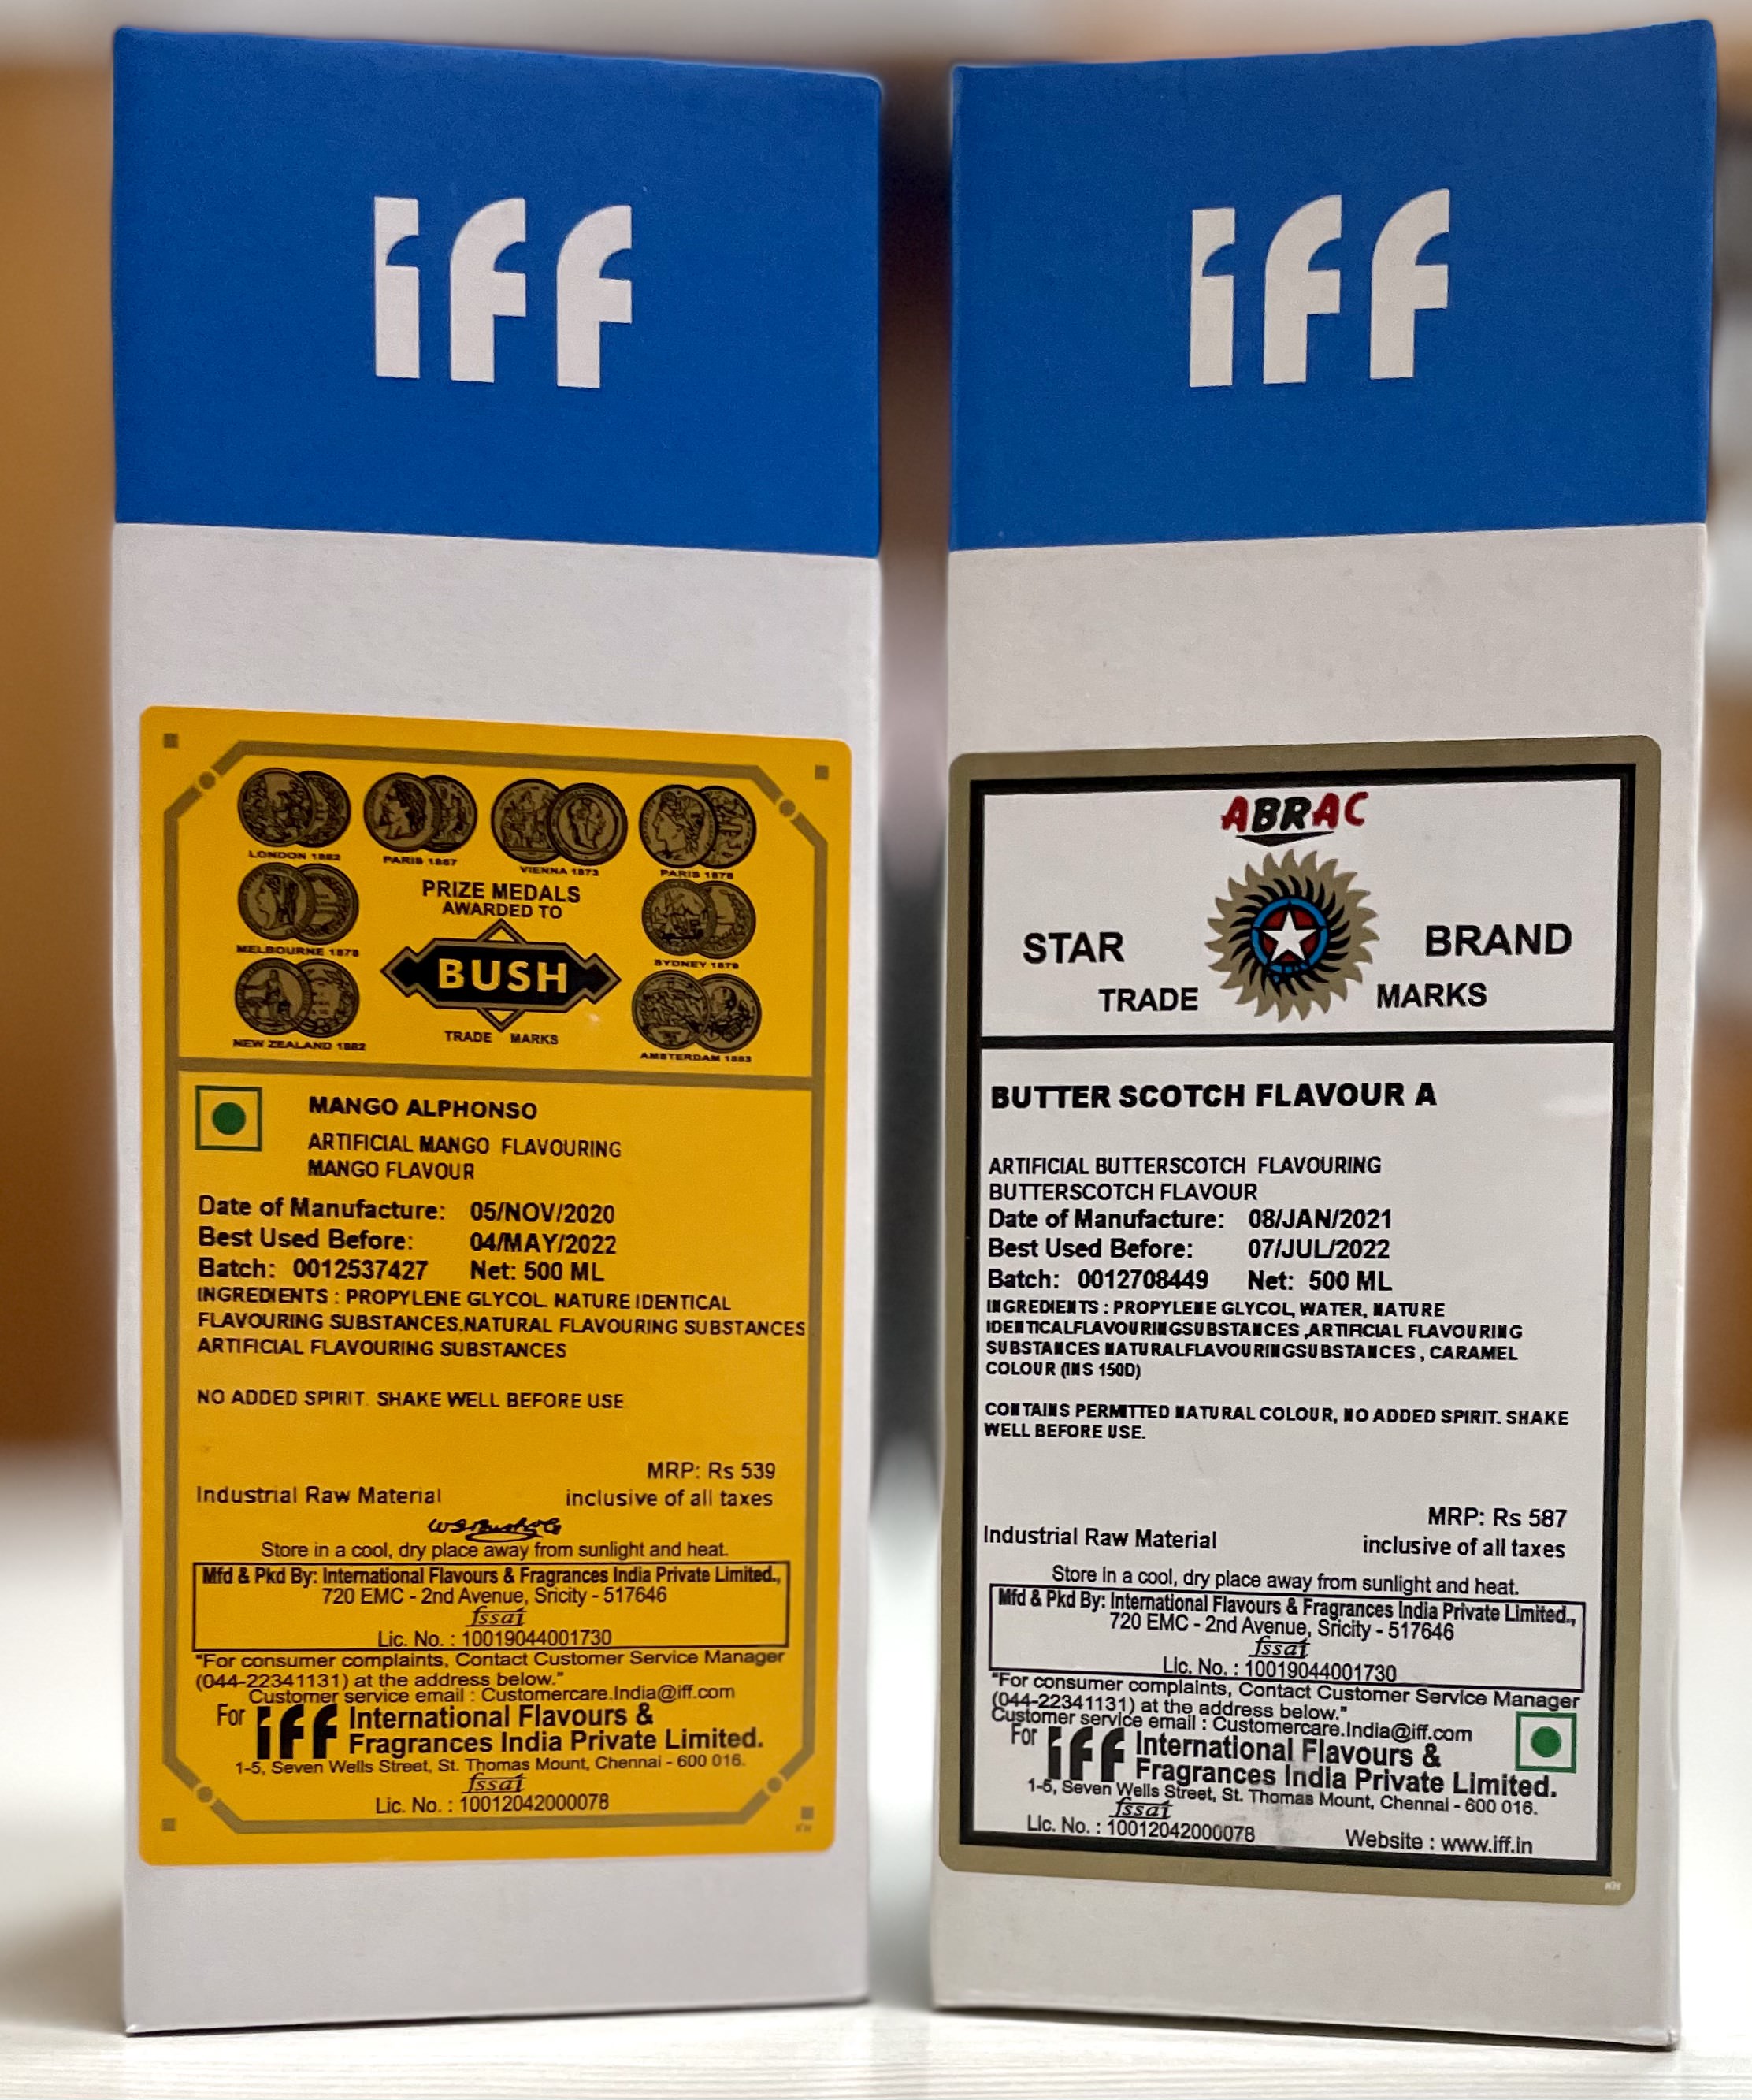 iff
LONDON 1862
PARIS 1867
VIENNA 1873
PARIS 1878
PRIZE MEDALS
AWARDED TO
MELBOURNE 1878
SYDNEY 1879
BUSH
NEW ZEALAND 1882
TRADE MARKS
AMSTERDAM 1883
MANGO ALPHONSO
ARTIFICIAL MANGO FLAVOURING
MANGO FLAVOUR
Date of Manufacture: 05/NOV/2020
Best Used Before: 04/MAY/2022
Batch: 0012537427 Net: 500 ML
INGREDIENTS : PROPYLENE GLYCOL. NATURE IDENTICAL
FLAVOURING SUBSTANCES.NATURAL FLAVOURING SUBSTANCES
ARTIFICIAL FLAVOURING SUBSTANCES
NO ADDED SPIRIT. SHAKE WELL BEFORE USE
MRP: Rs 539
Industrial Raw Material inclusive of all taxes
Store in a cool, dry place away from sunlight and heat.
Mfd & Pkd By: International Flavours & Fragrances India Private Limited.,
720 EMC - 2nd Avenue, Sricity - 517646
fssai
Lic. No. : 10019044001730
"For consumer complaints, Contact Customer Service Manager
(044-22341131) at the address below."
Customer service email : Customercare.India@iff.com
For iff International Flavours &
Fragrances India Private Limited.
1-5, Seven Wells Street, St. Thomas Mount, Chennai - 600 016.
fssai
Lic. No. : 10012042000078
KH
iff
ABRAC
STAR BRAND
TRADE MARKS
BUTTER SCOTCH FLAVOUR A
ARTIFICIAL BUTTERSCOTCH FLAVOURING
BUTTERSCOTCH FLAVOUR
Date of Manufacture: 08/JAN/2021
Best Used Before: 07/JUL/2022
Batch: 0012708449 Net: 500 ML
INGREDIENTS : PROPYLENE GLYCOL, WATER, NATURE
IDENTICALFLAVOURINGSUBSTANCES ,ARTIFICIAL FLAVOURING
SUBSTANCES NATURALFLAVOURINGSUBSTANCES , CARAMEL
COLOUR (INS 150D)
CONTAINS PERMITTED NATURAL COLOUR, NO ADDED SPIRIT. SHAKE
WELL BEFORE USE.
MRP: Rs 587
Industrial Raw Material inclusive of all taxes
Store in a cool, dry place away from sunlight and heat.
Mfd & Pkd By: International Flavours & Fragrances India Private Limited.,
720 EMC - 2nd Avenue, Sricity - 517646
fssai
Lic. No. : 10019044001730
"For consumer complaints, Contact Customer Service Manager
(044-22341131) at the address below."
Customer service email : Customercare.India@iff.com
For iff International Flavours &
Fragrances India Private Limited.
1-5, Seven Wells Street, St. Thomas Mount, Chennai - 600 016.
fssai
Lic. No. : 10012042000078 Website : www.iff.in
KH